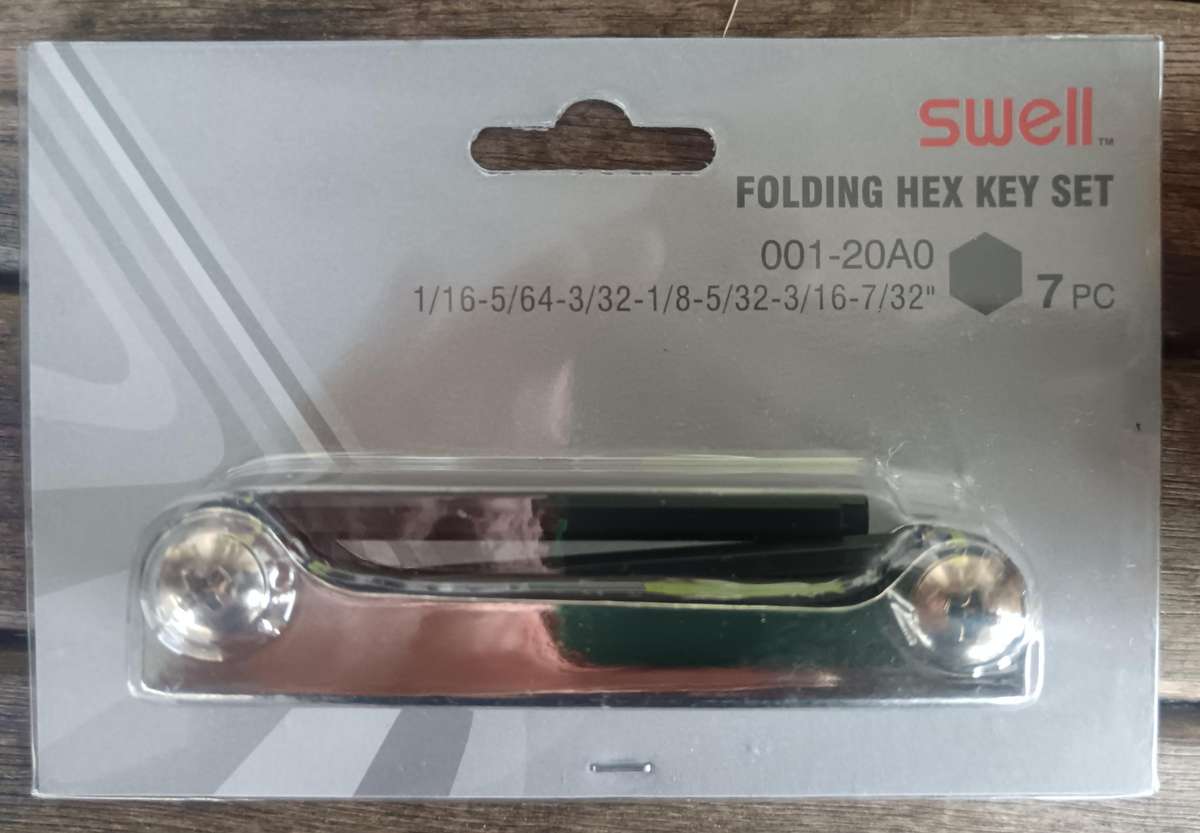 swell™
FOLDING HEX KEY SET
001-20A0
1/16-5/64-3/32-1/8-5/32-3/16-7/32" 7 PC